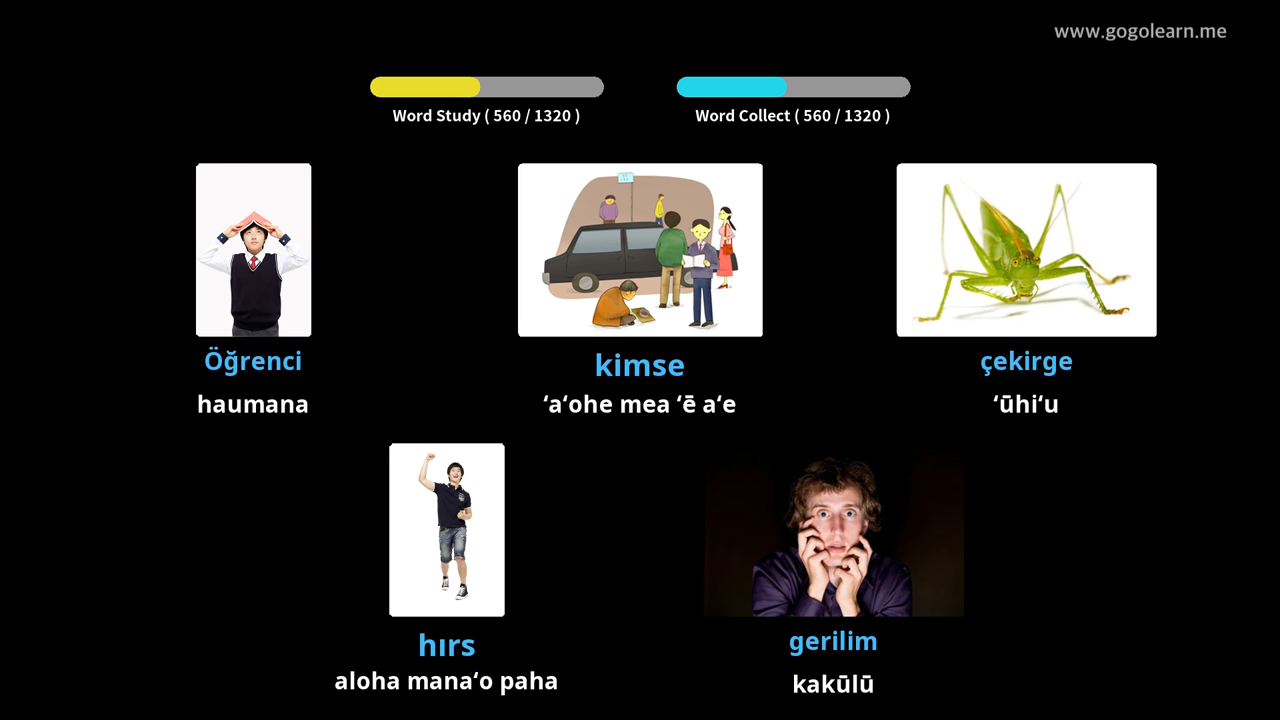 www.gogolearn.me
Word Study ( 560 / 1320 )
Word Collect ( 560 / 1320 )
Öğrenci
haumana
kimse
ʻaʻohe mea ʻē aʻe
çekirge
ʻūhiʻu
hırs
aloha manaʻo paha
gerilim
kakūlū